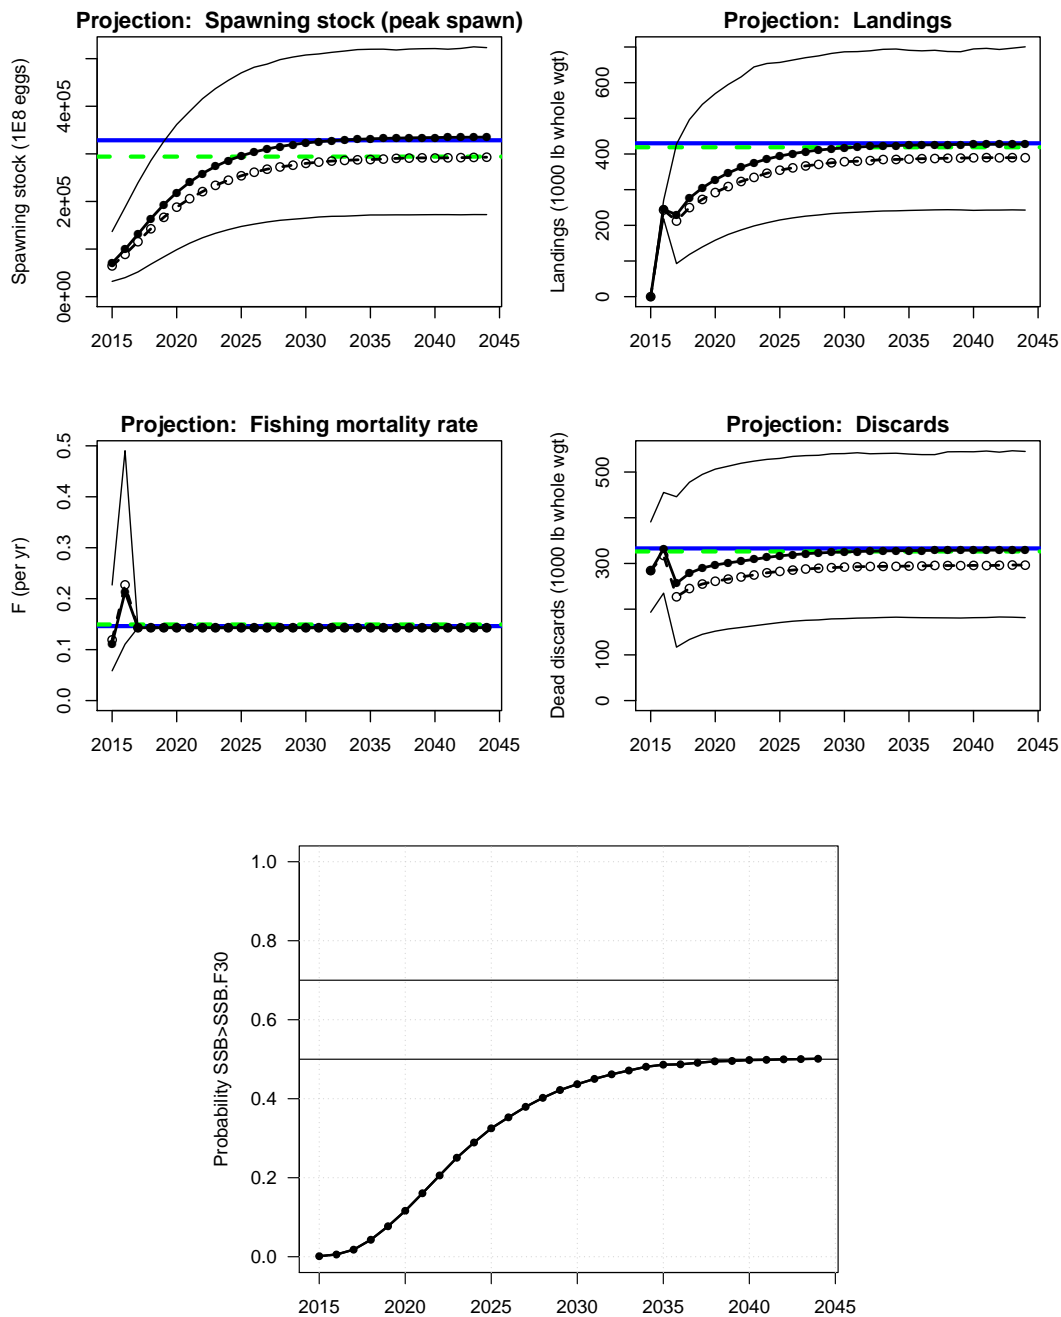 Projection: Spawning stock (peak spawn)
Spawning stock (1E8 eggs)
4e+05
2e+05
0e+00
2015 2020 2025 2030 2035 2040 2045
Projection: Landings
Landings (1000 lb whole wgt)
600
400
200
0
2015 2020 2025 2030 2035 2040 2045
Projection: Fishing mortality rate
F (per yr)
0.5
0.4
0.3
0.2
0.1
0.0
2015 2020 2025 2030 2035 2040 2045
Projection: Discards
Dead discards (1000 lb whole wgt)
500
300
100
0
2015 2020 2025 2030 2035 2040 2045
Probability SSB>SSB.F30
1.0
0.8
0.6
0.4
0.2
0.0
2015 2020 2025 2030 2035 2040 2045